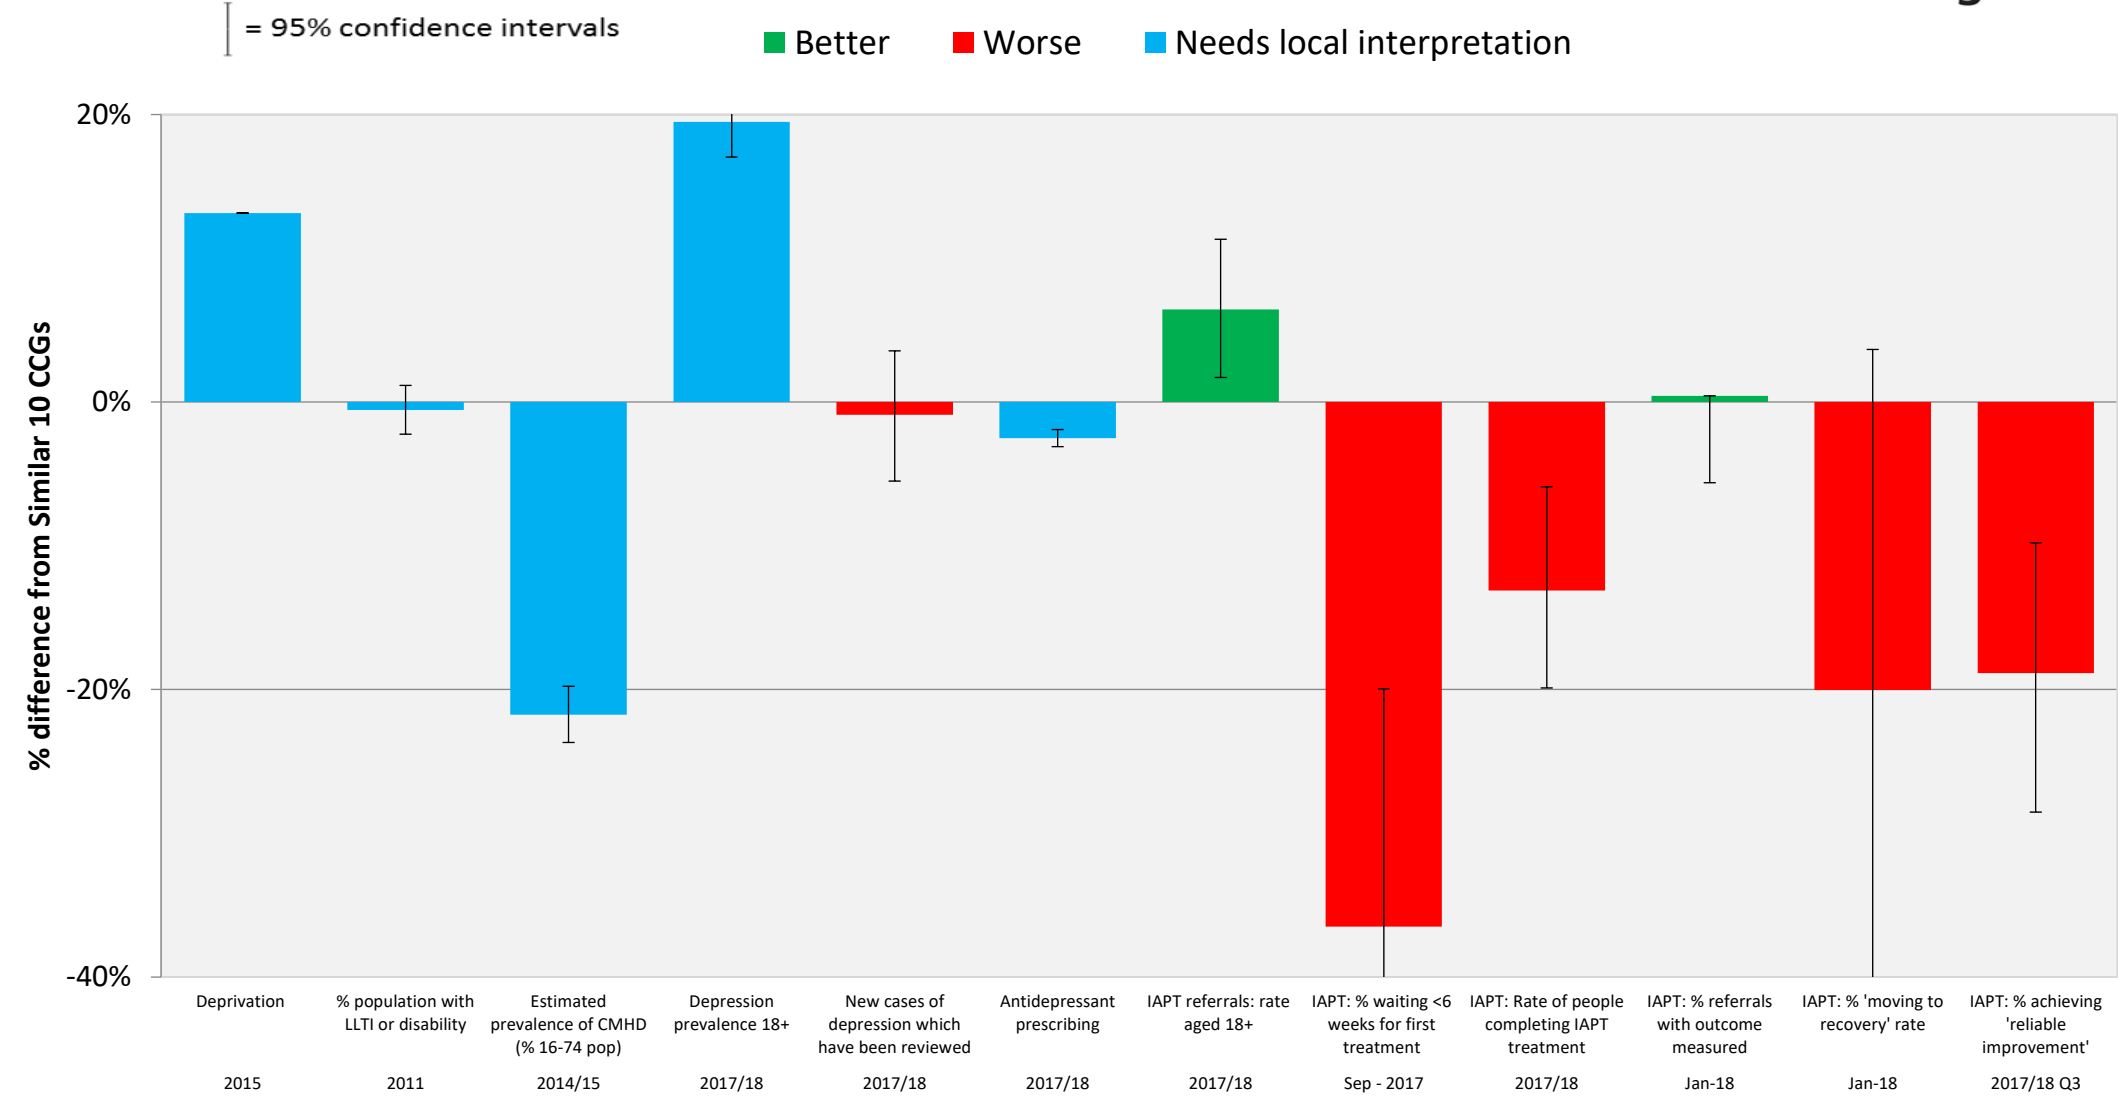 = 95% confidence intervals
Better Worse Needs local interpretation
% difference from Similar 10 CCGs
20%
0%
-20%
-40%
Deprivation
2015
% population with
LLTI or disability
2011
Estimated
prevalence of CMHD
(% 16-74 pop)
2014/15
Depression
prevalence 18+
2017/18
New cases of
depression which
have been reviewed
2017/18
Antidepressant
prescribing
2017/18
IAPT referrals: rate
aged 18+
2017/18
IAPT: % waiting <6
weeks for first
treatment
Sep - 2017
IAPT: Rate of people
completing IAPT
treatment
2017/18
IAPT: % referrals
with outcome
measured
Jan-18
IAPT: % 'moving to
recovery' rate
Jan-18
IAPT: % achieving
'reliable
improvement'
2017/18 Q3